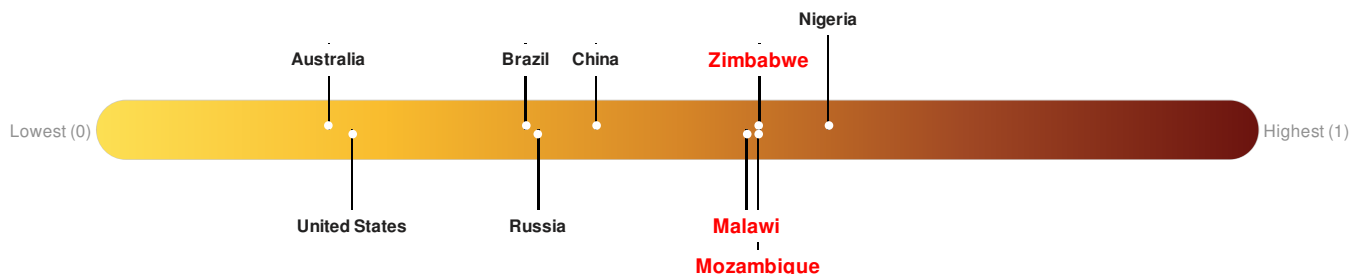 Nigeria
Australia
Brazil
China
Zimbabwe
Lowest (0)
Highest (1)
United States
Russia
Malawi
Mozambique